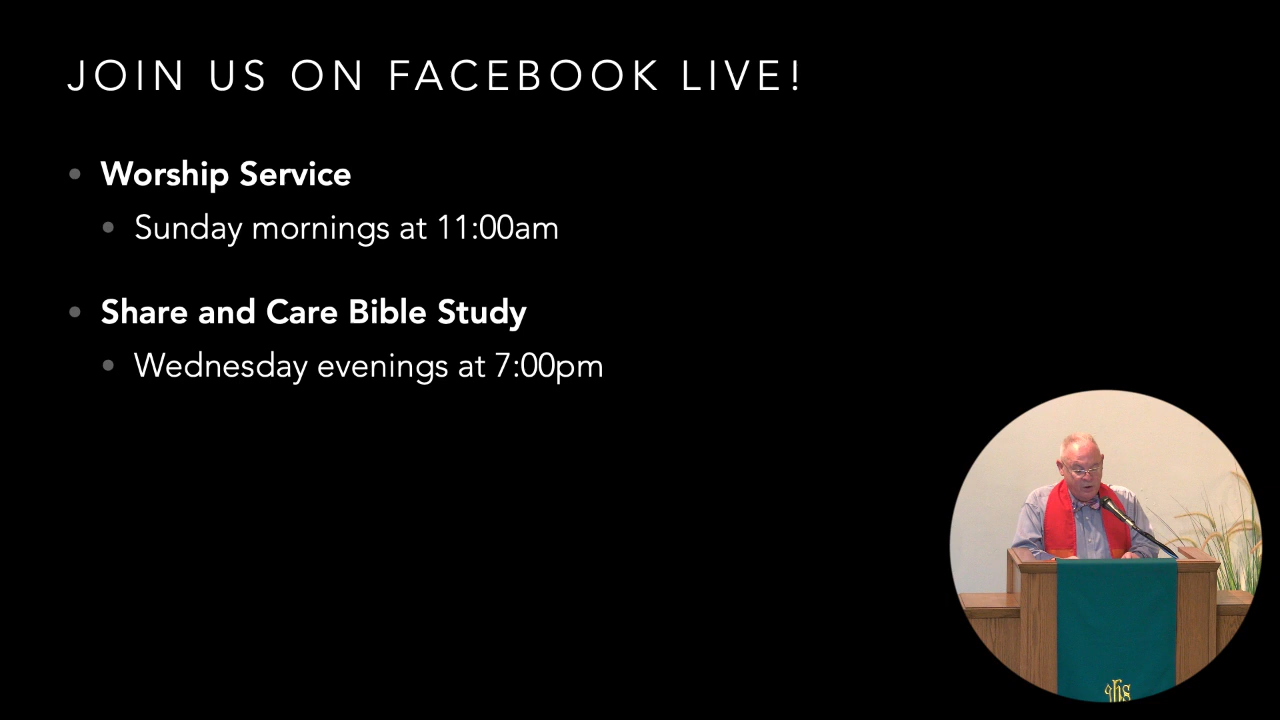 JOIN US ON FACEBOOK LIVE!
Worship Service
Sunday mornings at 11:00am
Share and Care Bible Study
Wednesday evenings at 7:00pm
ihs